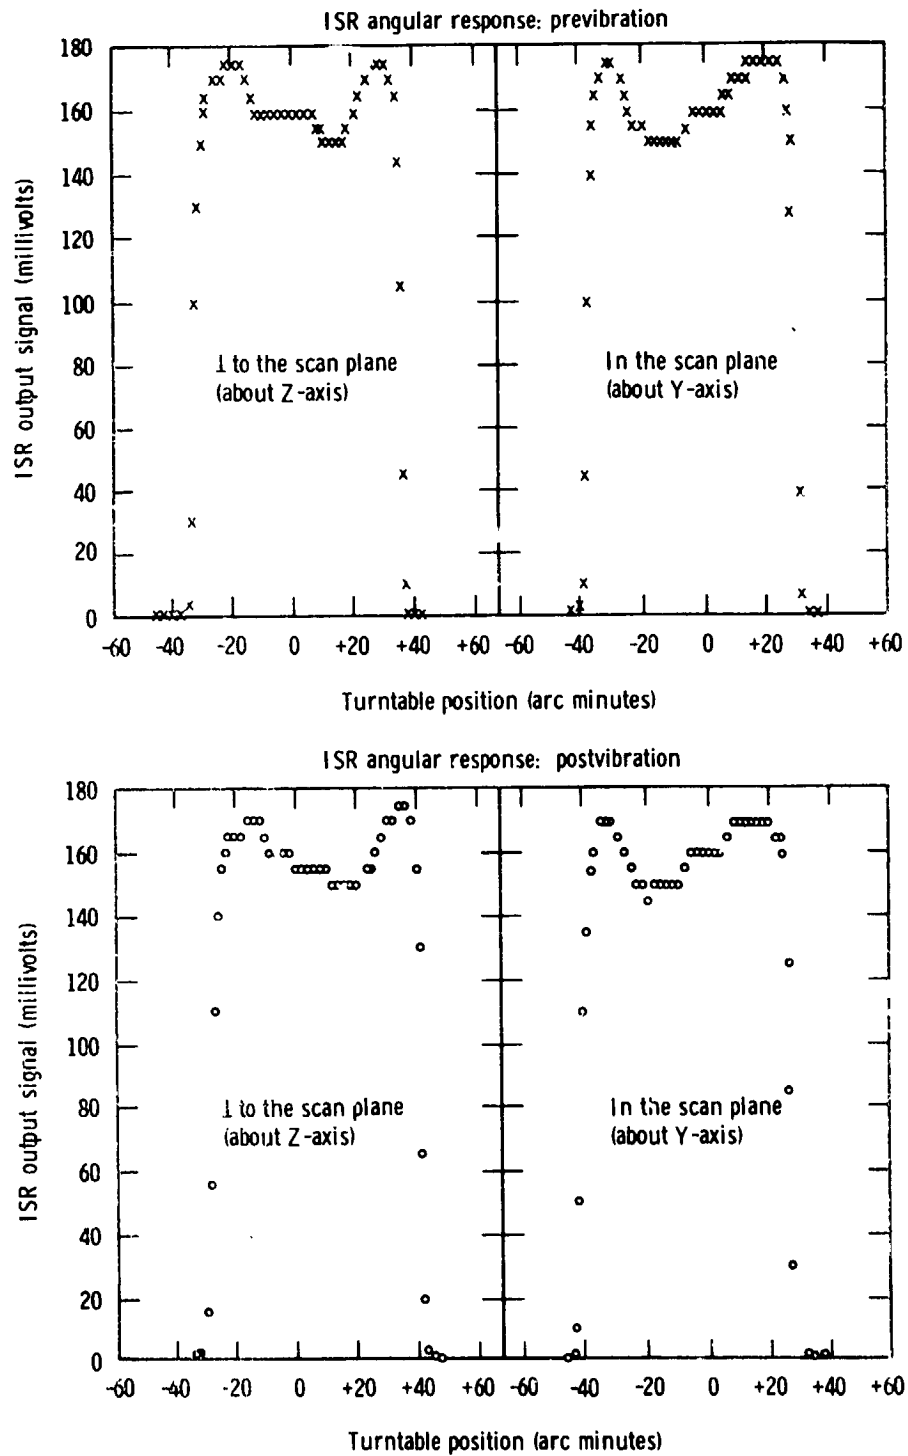 ISR angular response: previbration
180
160
140
120
100
80
60
40
20
0
ISR output signal (millivolts)
⊥ to the scan plane
(about Z-axis)
In the scan plane
(about Y-axis)
-60 -40 -20 0 +20 +40 +60 -60 -40 -20 0 +20 +40 +60
Turntable position (arc minutes)
ISR angular response: postvibration
180
160
140
120
100
80
60
40
20
0
ISR output signal (millivolts)
⊥ to the scan plane
(about Z-axis)
In the scan plane
(about Y-axis)
-60 -40 -20 0 +20 +40 +60 -60 -40 -20 0 +20 +40 +60
Turntable position (arc minutes)